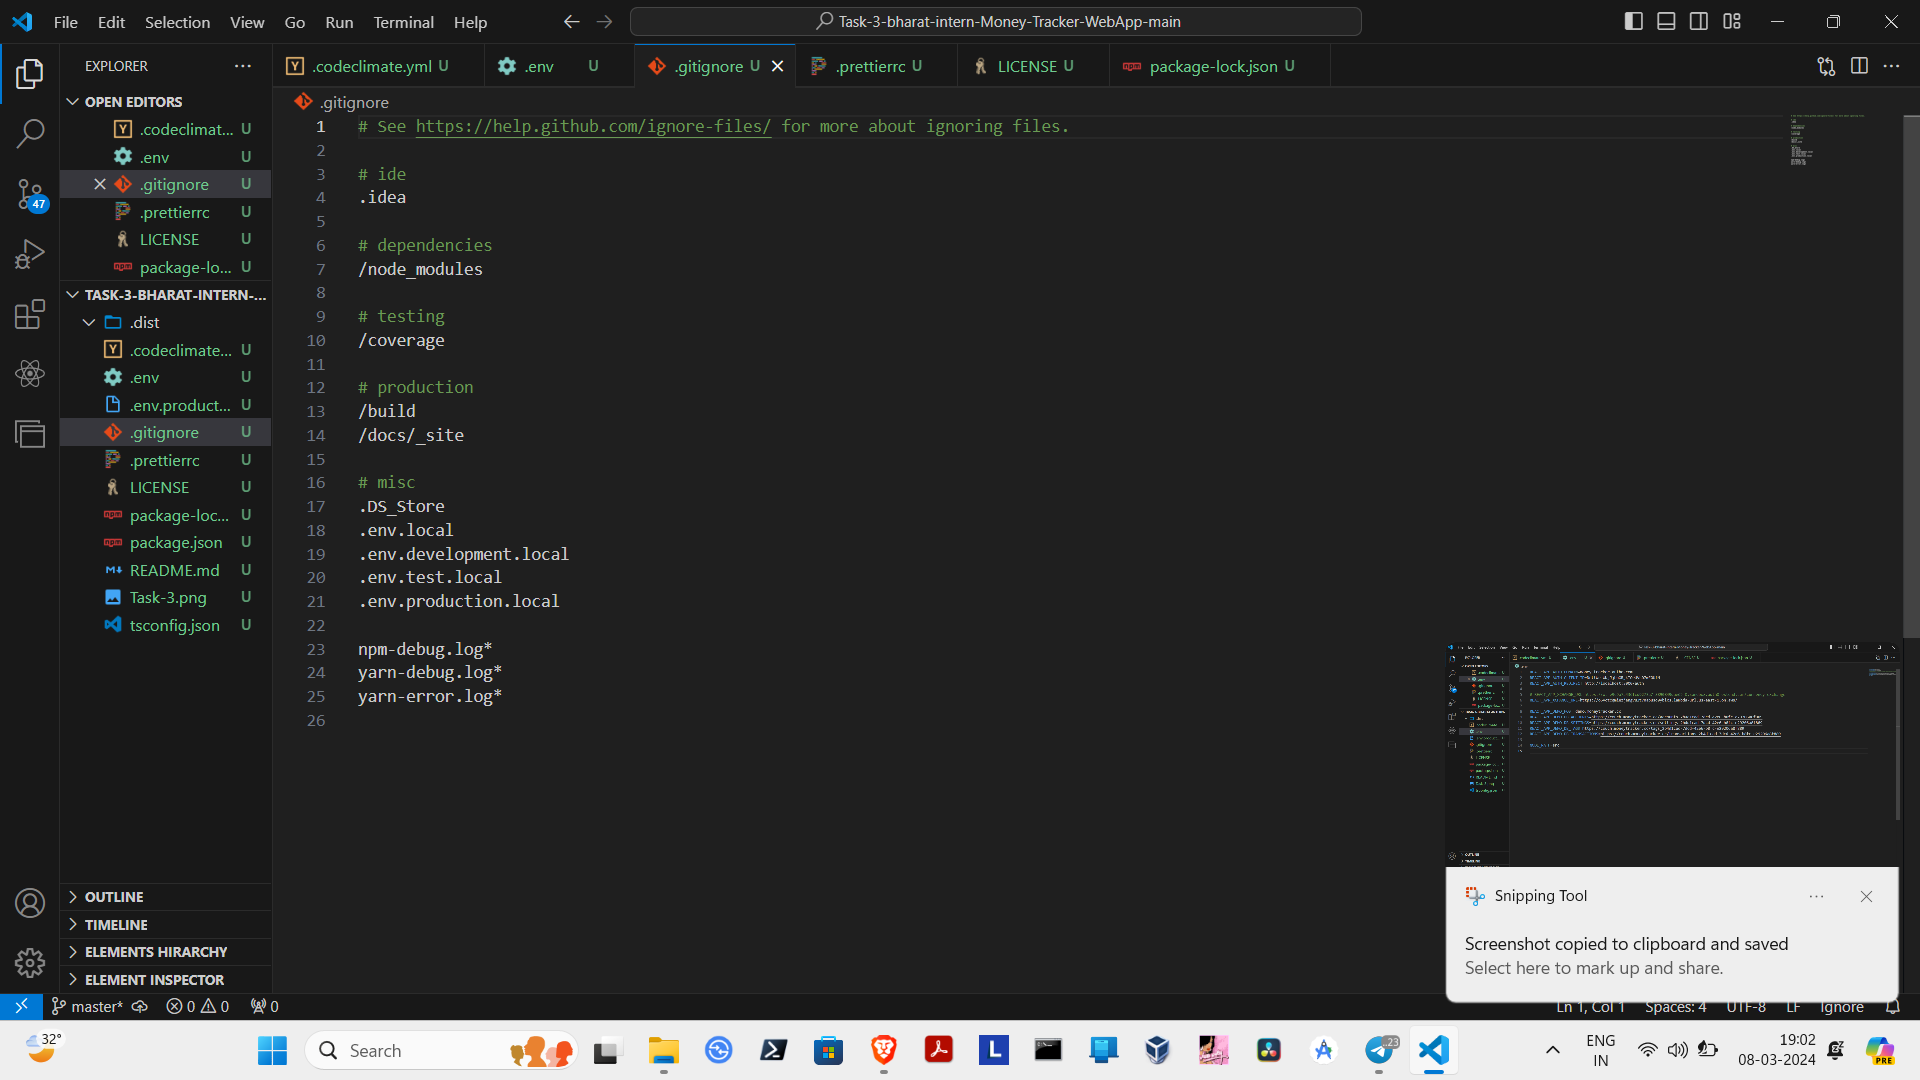 File Edit Selection View Go Run Terminal Help
Task-3-bharat-intern-Money-Tracker-WebApp-main
EXPLORER
.codeclimate.yml U
.env U
.gitignore U
.prettierrc U
LICENSE U
package-lock.json U
OPEN EDITORS
.codeclimat... U
.env U
.gitignore U
.prettierrc U
LICENSE U
package-lo... U
TASK-3-BHARAT-INTERN-...
.dist
.codeclimate... U
.env U
.env.product... U
.gitignore U
.prettierrc U
LICENSE U
package-loc... U
package.json U
README.md U
Task-3.png U
tsconfig.json U
OUTLINE
TIMELINE
ELEMENTS HIRARCHY
ELEMENT INSPECTOR
47
.gitignore
1 # See https://help.github.com/ignore-files/ for more about ignoring files.
2
3 # ide
4 .idea
5
6 # dependencies
7 /node_modules
8
9 # testing
10 /coverage
11
12 # production
13 /build
14 /docs/_site
15
16 # misc
17 .DS_Store
18 .env.local
19 .env.development.local
20 .env.test.local
21 .env.production.local
22
23 npm-debug.log*
24 yarn-debug.log*
25 yarn-error.log*
26
Snipping Tool
Screenshot copied to clipboard and saved
Select here to mark up and share.
master* 0 0 0
Ln 1, Col 1 Spaces: 4 UTF-8 LF Ignore
32°
Search
23
ENG
IN
19:02
08-03-2024
PRE